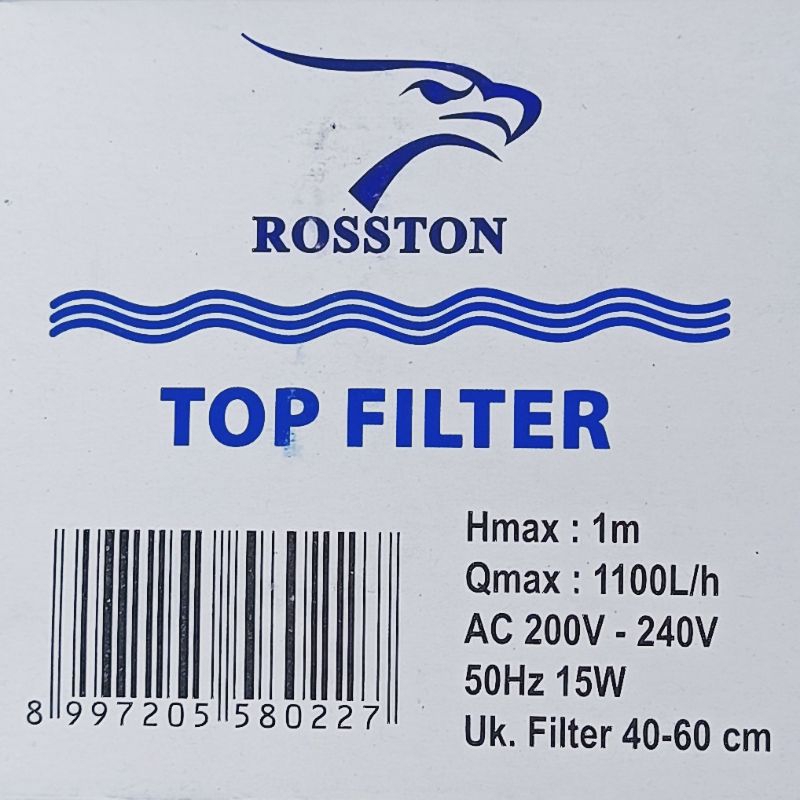 ROSSTON
TOP FILTER
Hmax : 1m
Qmax : 1100L/h
AC 200V - 240V
50Hz 15W
Uk. Filter 40-60 cm
8 997205 580227